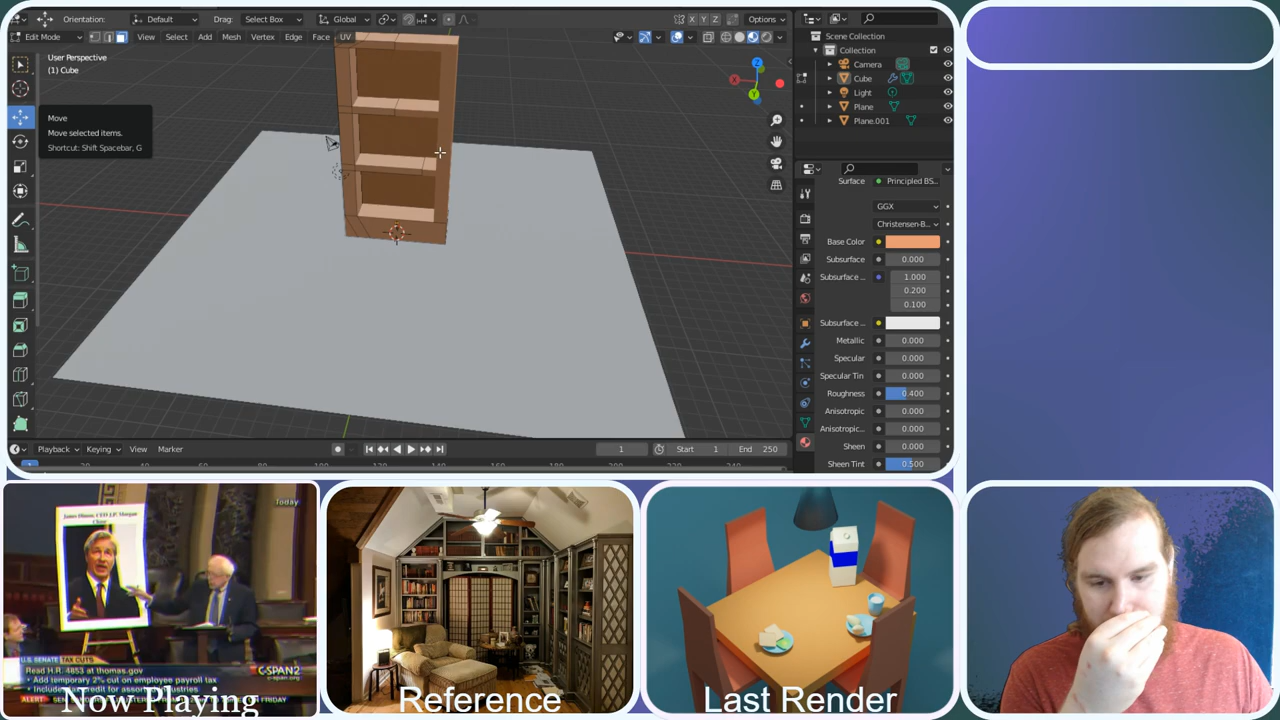 Orientation: Default Drag: Select Box Global X Y Z Options
Edit Mode View Select Add Mesh Vertex Edge Face UV
User Perspective
(1) Cube
Move
Move selected items.
Shortcut: Shift Spacebar, G
Z
X
Y
Scene Collection
Collection
Camera
Cube
Light
Plane
Plane.001
Surface Principled BS...
GGX
Christensen-B...
Base Color
Subsurface 0.000
Subsurface .. 1.000
0.200
0.100
Subsurface ..
Metallic 0.000
Specular 0.000
Specular Tin 0.000
Roughness 0.400
Anisotropic 0.000
Anisotropic... 0.000
Sheen 0.000
Sheen Tint 0.500
Playback Keying View Marker 1 Start 1 End 250
Today
James Dimon, CEO J.P. Morgan
Chase
U.S. SENATE TAX CUTS
Read H.R. 4853 at thomas.gov
Add temporary 2% cut on employee payroll tax
C-SPAN2
c-span.org
ALERT
Now Playing
Reference
Last Render